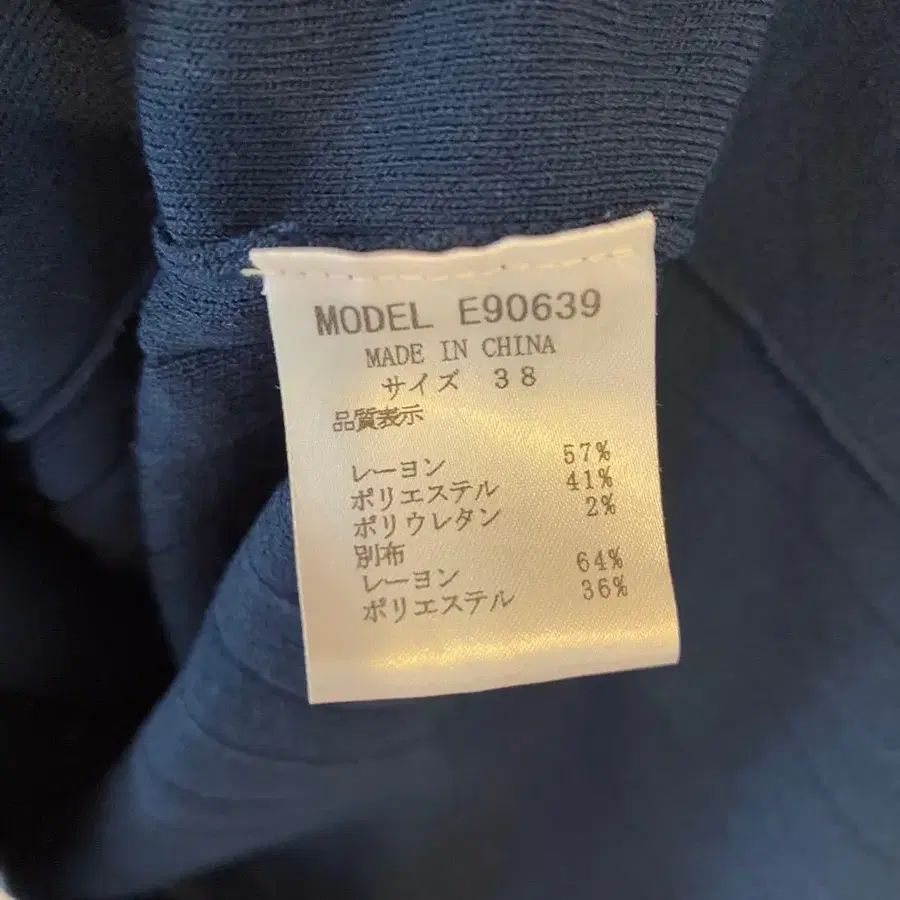 MODEL E90639
MADE IN CHINA
サイズ 38
品質表示
レーヨン 57%
ポリエステル 41%
ポリウレタン 2%
別布
レーヨン 64%
ポリエステル 36%